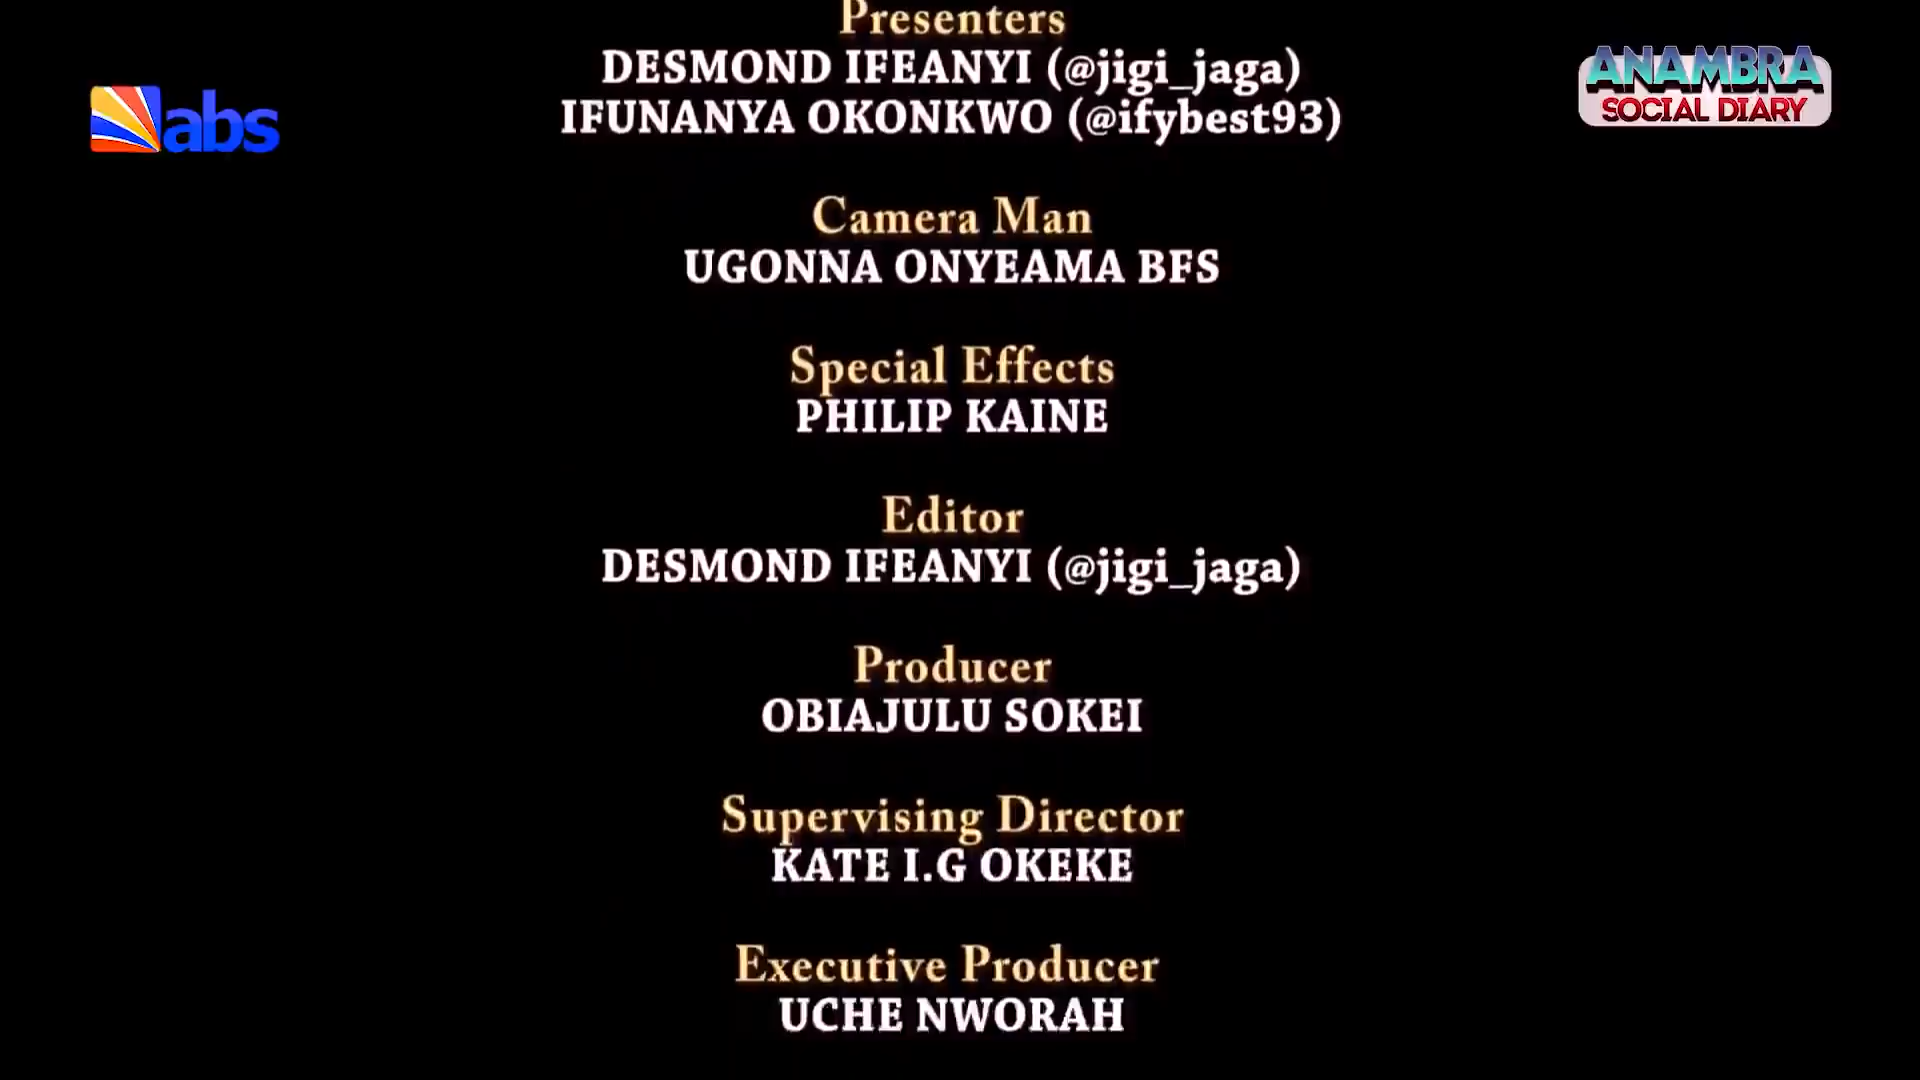 Presenters
DESMOND IFEANYI (@jigi_jaga)
IFUNANYA OKONKWO (@ifybest93)
abs
ANAMBRA
SOCIAL DIARY
Camera Man
UGONNA ONYEAMA BFS
Special Effects
PHILIP KAINE
Editor
DESMOND IFEANYI (@jigi_jaga)
Producer
OBIAJULU SOKEI
Supervising Director
KATE I.G OKEKE
Executive Producer
UCHE NWORAH